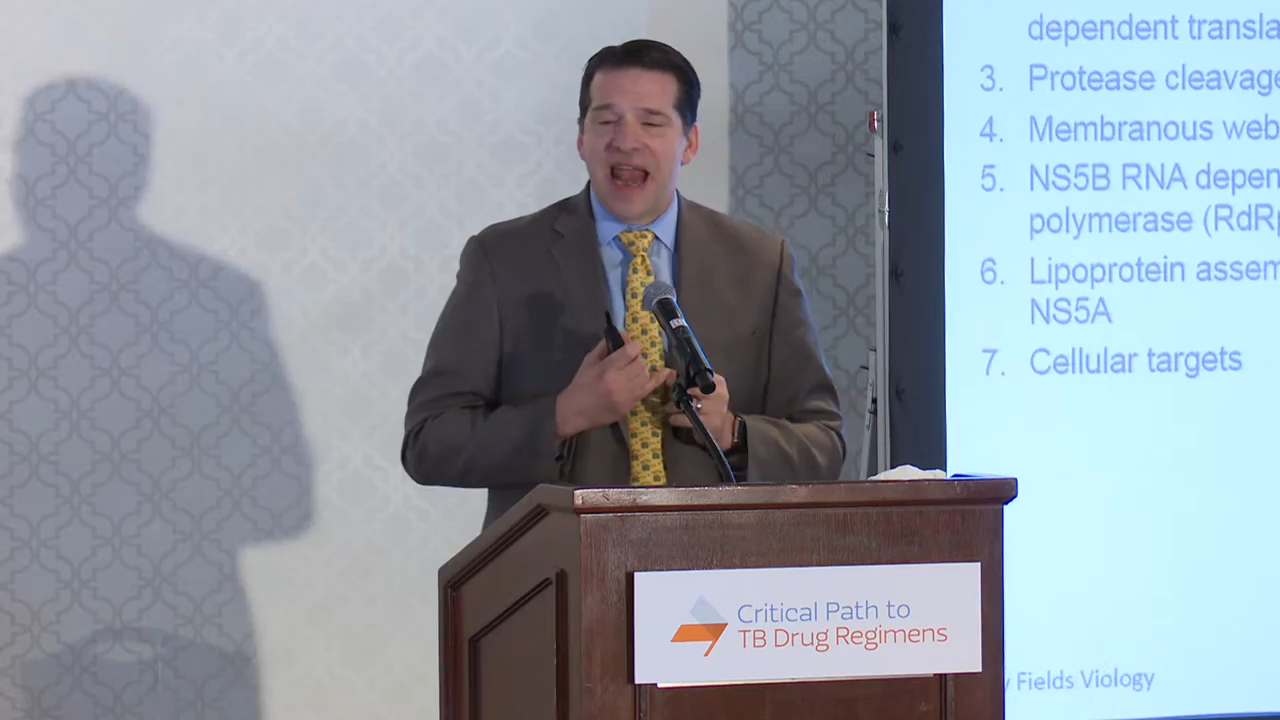 dependent transla
3. Protease cleavage
4. Membranous web
5. NS5B RNA depen
polymerase (RdRp
6. Lipoprotein assem
NS5A
7. Cellular targets
Critical Path to
TB Drug Regimens
Fields Viology